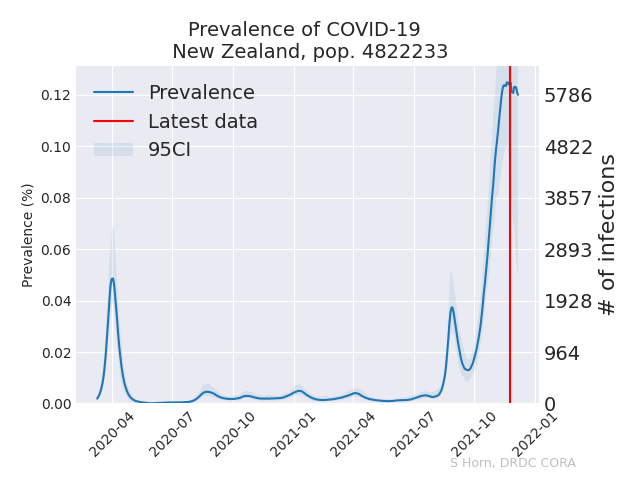 Prevalence of COVID-19
New Zealand, pop. 4822233
Prevalence
Latest data
95CI
Prevalence (%)
0.12
0.10
0.08
0.06
0.04
0.02
0.00
5786
4822
3857
2893
1928
964
0
# of infections
2020-04
2020-07
2020-10
2021-01
2021-04
2021-07
2021-10
2022-01
S Horn, DRDC CORA